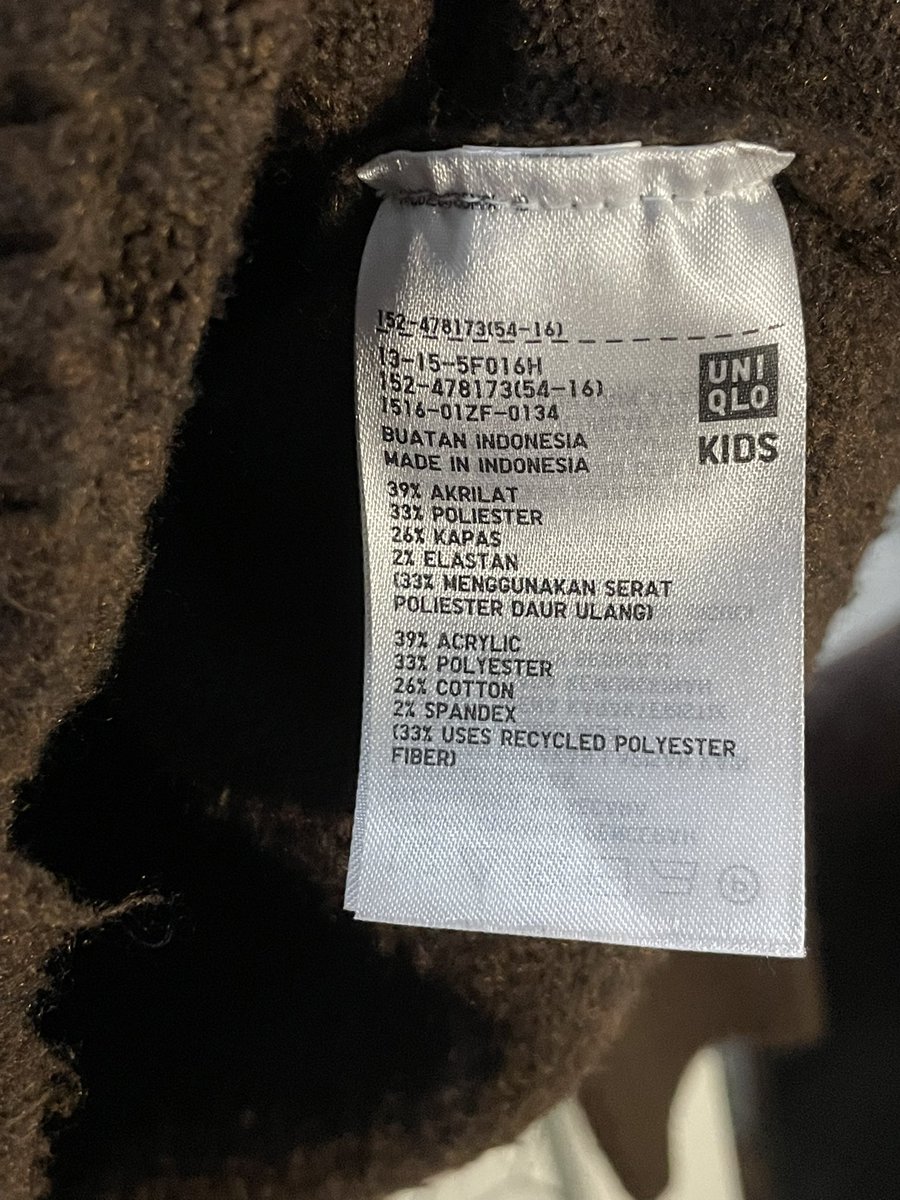 152-478173(54-16)
13-15-5F016H
152-478173(54-16)
1516-01ZF-0134
UNI
QLO
KIDS
BUATAN INDONESIA
MADE IN INDONESIA
39% AKRILAT
33% POLIESTER
26% KAPAS
2% ELASTAN
(33% MENGGUNAKAN SERAT
POLIESTER DAUR ULANG)
39% ACRYLIC
33% POLYESTER
26% COTTON
2% SPANDEX
(33% USES RECYCLED POLYESTER
FIBER)